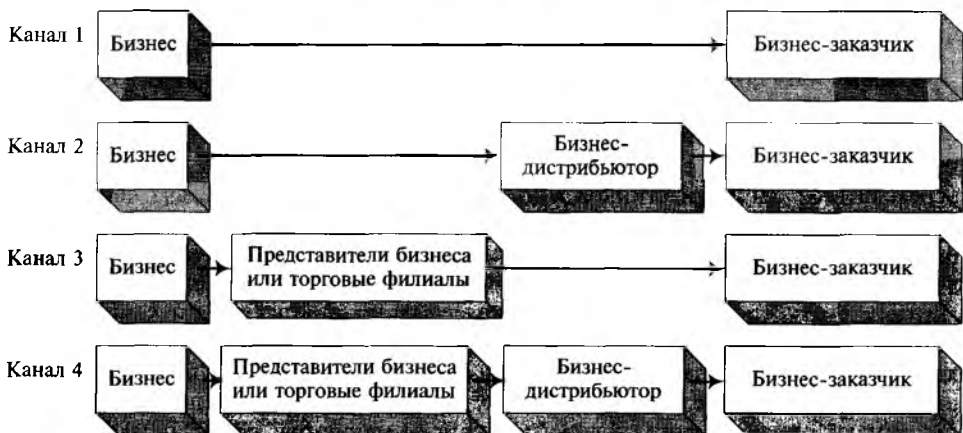 Канал 1
Бизнес
Бизнес-заказчик
Канал 2
Бизнес
Бизнес-
дистрибьютор
Бизнес-заказчик
Канал 3
Бизнес
Представители бизнеса
или торговые филиалы
Бизнес-заказчик
Канал 4
Бизнес
Представители бизнеса
или торговые филиалы
Бизнес-
дистрибьютор
Бизнес-заказчик